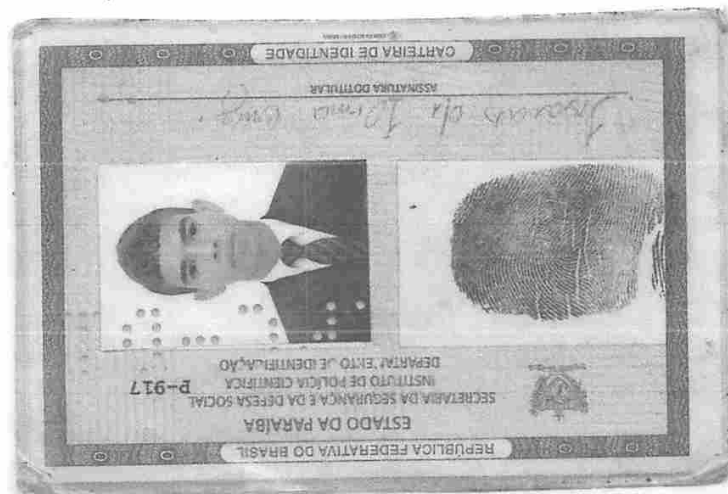 REPÚBLICA FEDERATIVA DO BRASIL
ESTADO DA PARAÍBA
SECRETARIA DA SEGURANÇA E DA DEFESA SOCIAL
INSTITUTO DE POLÍCIA CIENTÍFICA
DEPARTAMENTO DE IDENTIFICAÇÃO
P-917
da
ASSINATURA DO TITULAR
CARTEIRA DE IDENTIDADE